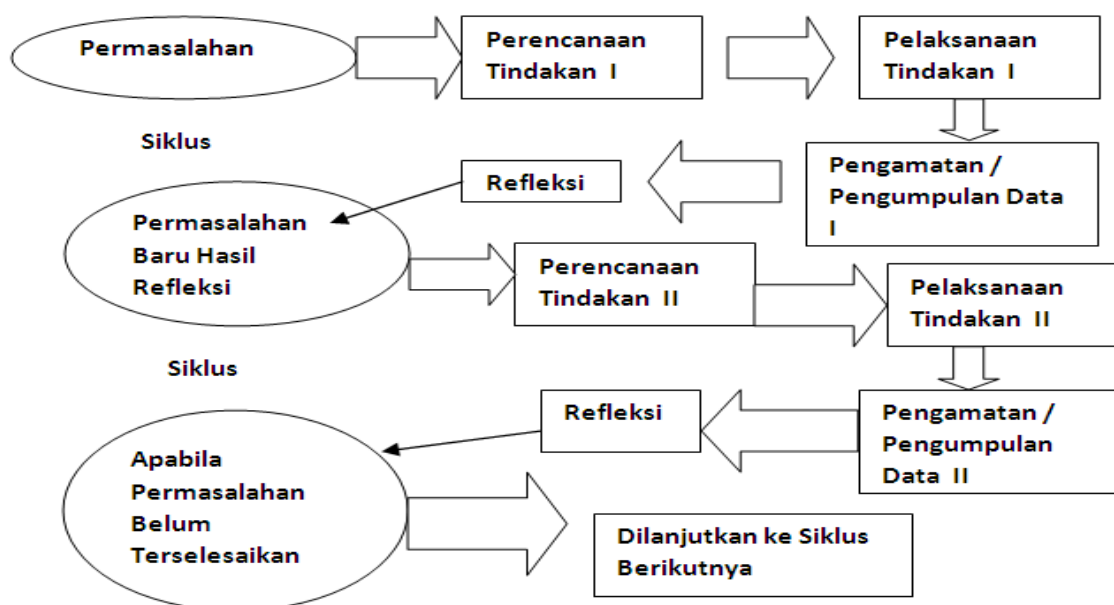 Permasalahan
Perencanaan
Tindakan I
Pelaksanaan
Tindakan I
Siklus
Pengamatan /
Pengumpulan Data
I
Refleksi
Permasalahan
Baru Hasil
Refleksi
Perencanaan
Tindakan II
Pelaksanaan
Tindakan II
Siklus
Pengamatan /
Pengumpulan
Data II
Refleksi
Apabila
Permasalahan
Belum
Terselesaikan
Dilanjutkan ke Siklus
Berikutnya